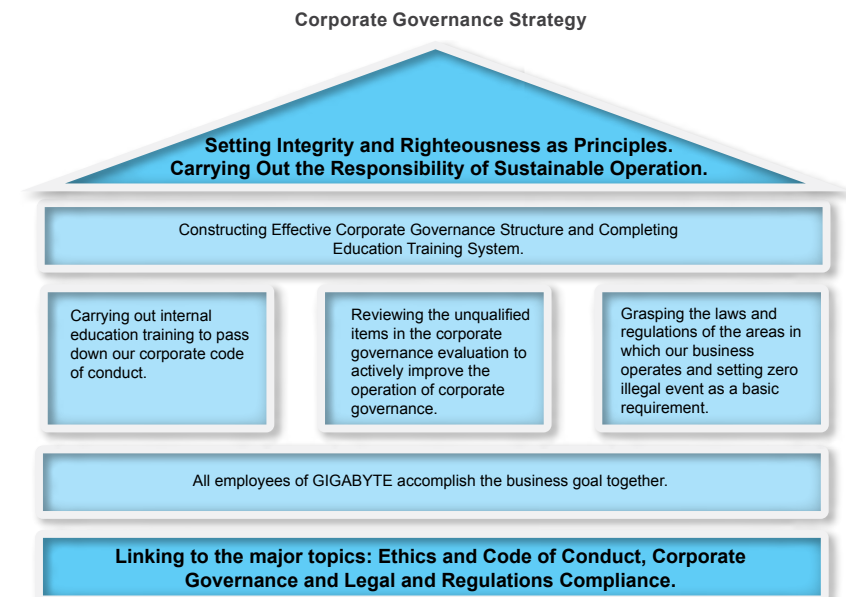 Corporate Governance Strategy
Setting Integrity and Righteousness as Principles.
Carrying Out the Responsibility of Sustainable Operation.
Constructing Effective Corporate Governance Structure and Completing
Education Training System.
Carrying out internal
education training to pass
down our corporate code
of conduct.
Reviewing the unqualified
items in the corporate
governance evaluation to
actively improve the
operation of corporate
governance.
Grasping the laws and
regulations of the areas in
which our business
operates and setting zero
illegal event as a basic
requirement.
All employees of GIGABYTE accomplish the business goal together.
Linking to the major topics: Ethics and Code of Conduct, Corporate
Governance and Legal and Regulations Compliance.